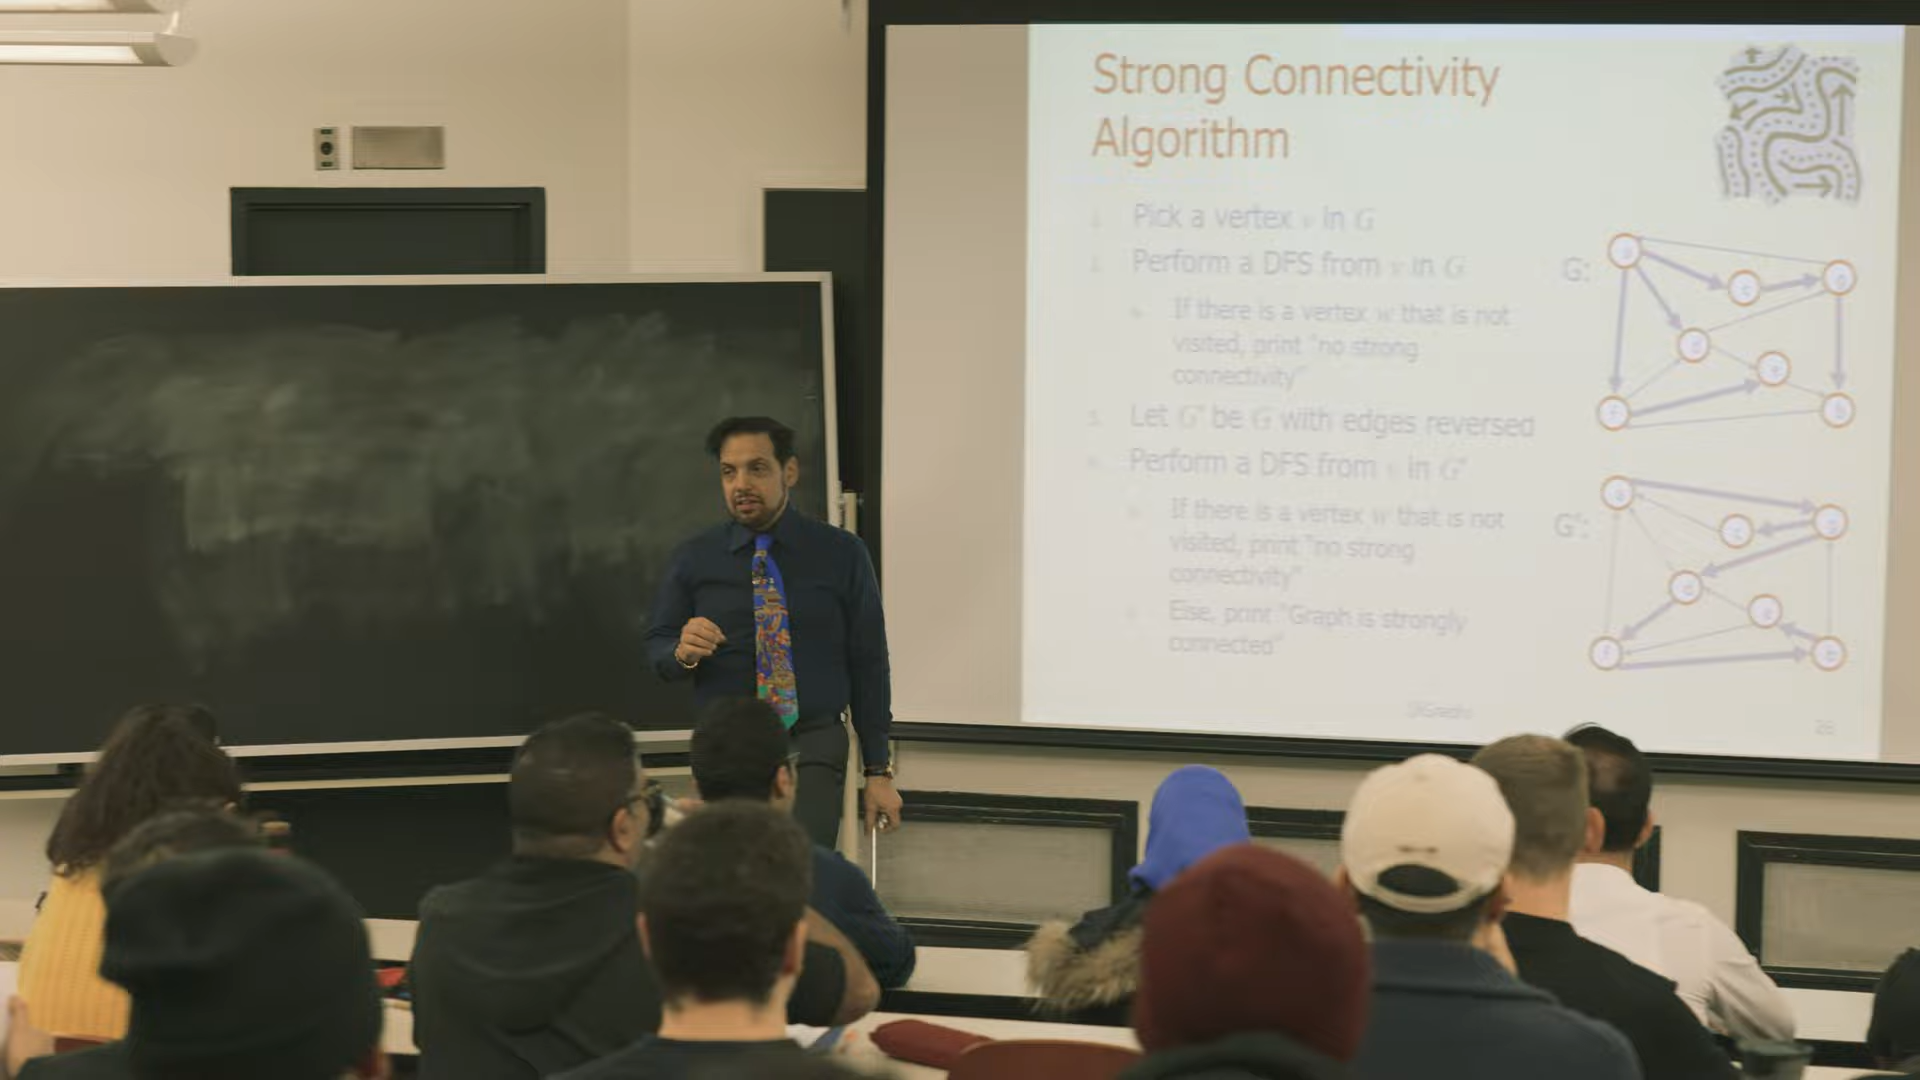 Strong Connectivity
Algorithm
Pick a vertex v in G
Perform a DFS from v in G
If there is a vertex w that is not
visited, print "no strong
connectivity"
Let G' be G with edges reversed
Perform a DFS from v in G'
If there is a vertex w that is not
visited, print "no strong
connectivity"
Else, print "Graph is strongly
connected"
G:
a
c
g
d
e
f
b
G':
a
g
c
d
e
f
b
DiGraphs
26